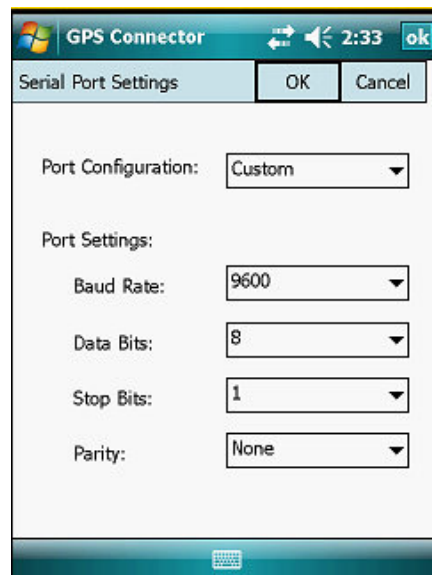 GPS Connector 2:33 ok
Serial Port Settings OK Cancel
Port Configuration: Custom
Port Settings:
Baud Rate: 9600
Data Bits: 8
Stop Bits: 1
Parity: None